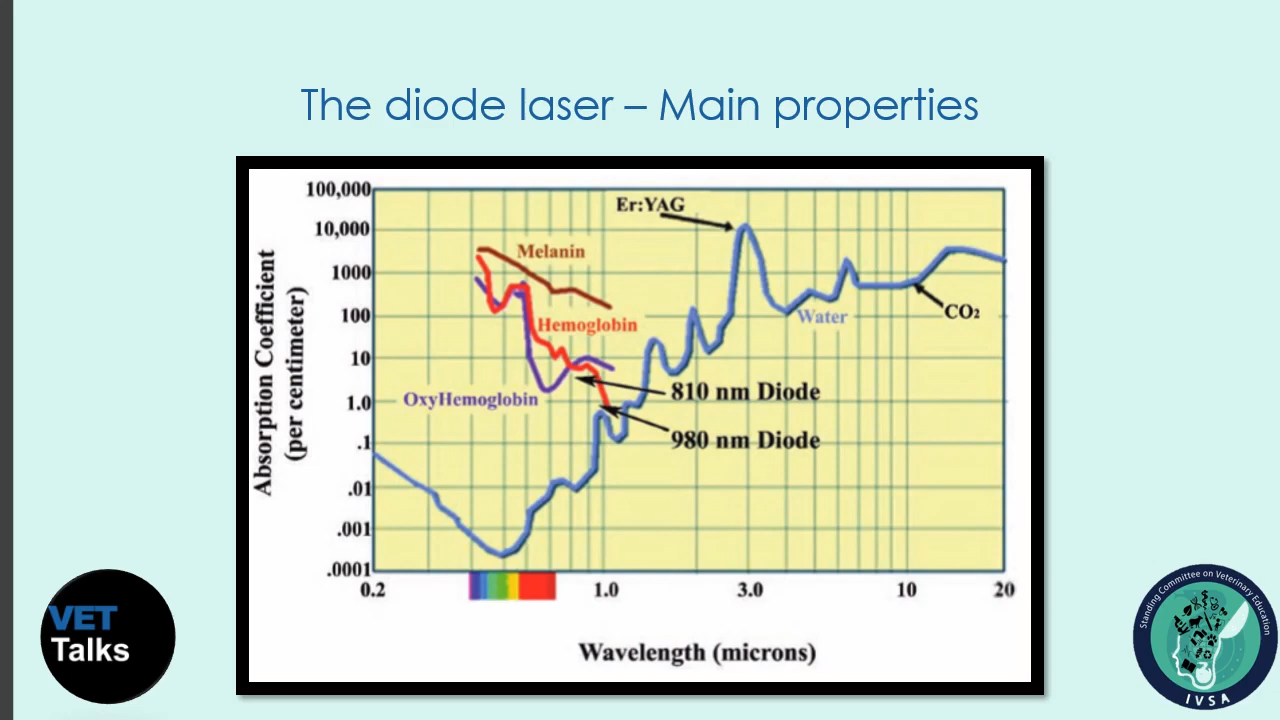 The diode laser – Main properties
100,000
10,000
1000
100
10
1.0
.1
.01
.001
.0001
Absorption Coefficient
(per centimeter)
Er:YAG
Melanin
Hemoglobin
Water
CO₂
OxyHemoglobin
810 nm Diode
980 nm Diode
0.2
1.0
3.0
10
20
Wavelength (microns)
VET
Talks
Standing Committee on Veterinary Education
IVSA